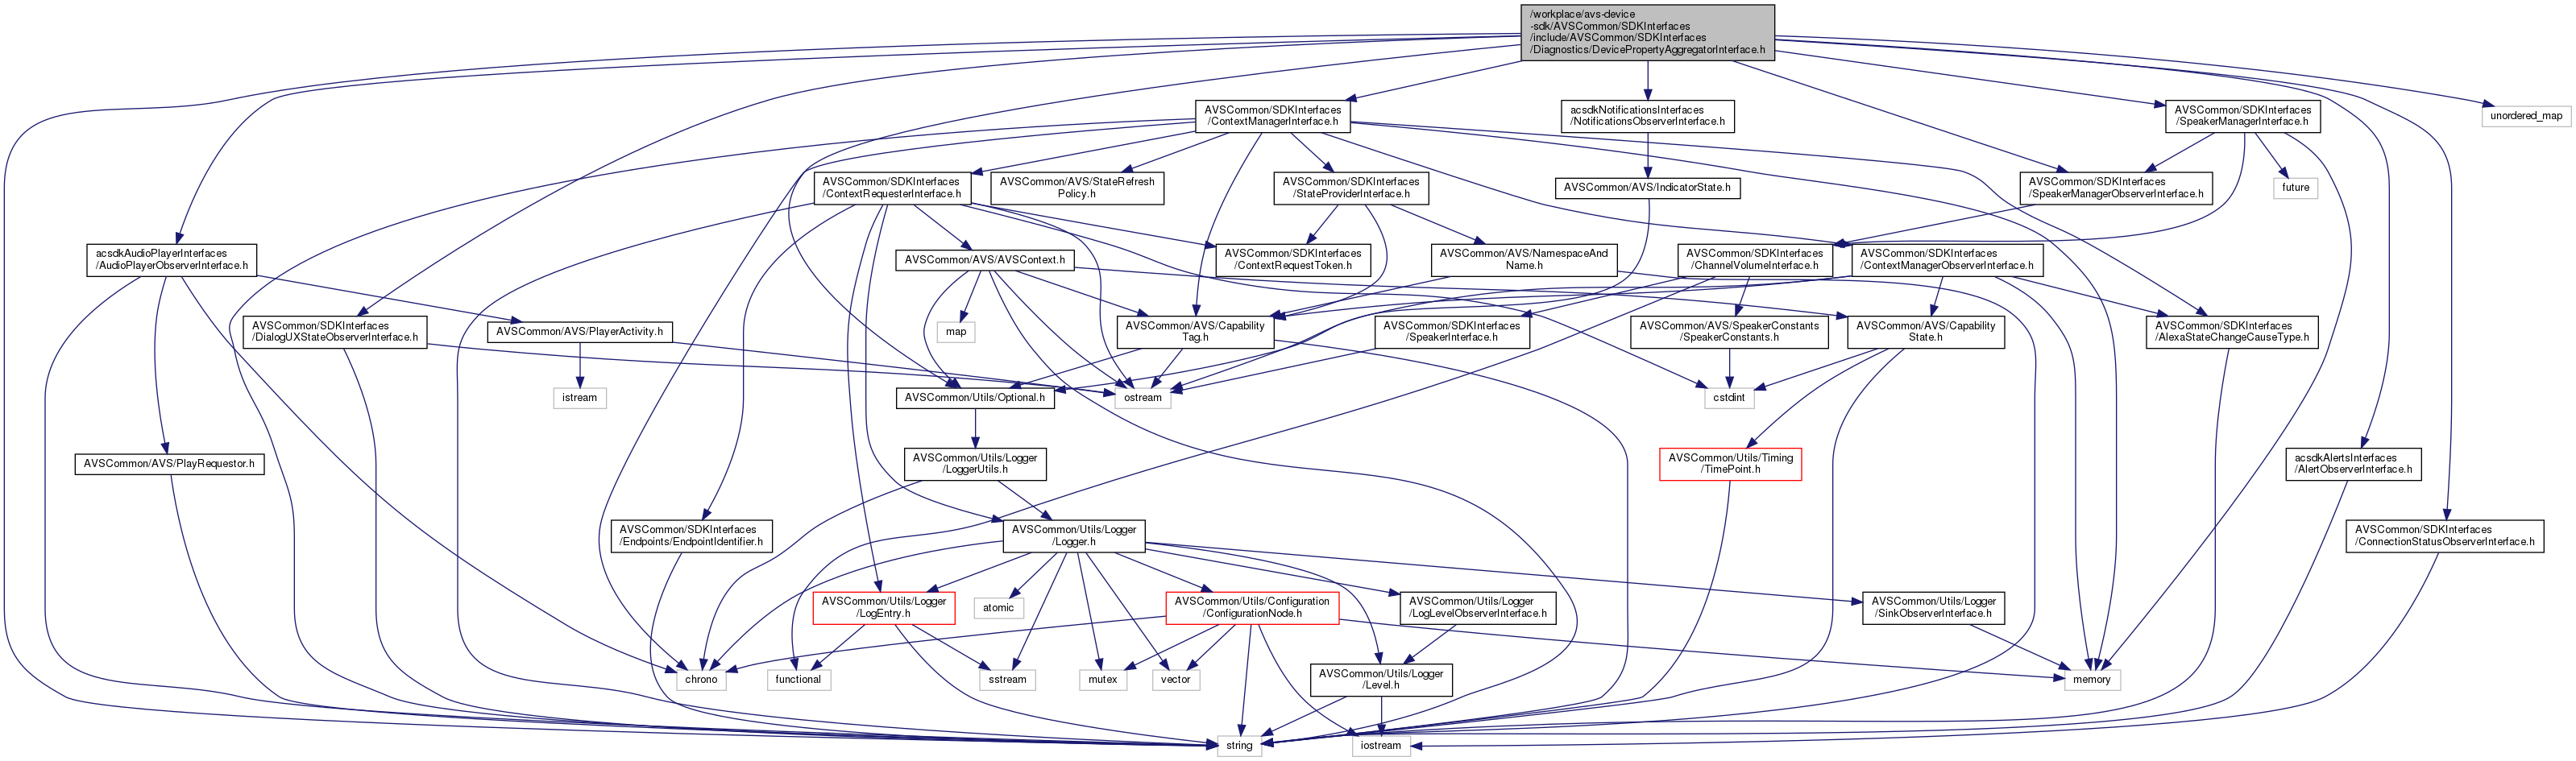 /workplace/avs-device
-sdk/AVSCommon/SDKInterfaces
/include/AVSCommon/SDKInterfaces
/Diagnostics/DevicePropertyAggregatorInterface.h
AVSCommon/SDKInterfaces
/ContextManagerInterface.h
acsdkNotificationsInterfaces
/NotificationsObserverInterface.h
AVSCommon/SDKInterfaces
/SpeakerManagerInterface.h
unordered_map
AVSCommon/SDKInterfaces
/ContextRequesterInterface.h
AVSCommon/AVS/StateRefresh
Policy.h
AVSCommon/SDKInterfaces
/StateProviderInterface.h
AVSCommon/AVS/IndicatorState.h
AVSCommon/SDKInterfaces
/SpeakerManagerObserverInterface.h
future
acsdkAudioPlayerInterfaces
/AudioPlayerObserverInterface.h
AVSCommon/AVS/AVSContext.h
AVSCommon/SDKInterfaces
/ContextRequestToken.h
AVSCommon/AVS/NamespaceAnd
Name.h
AVSCommon/SDKInterfaces
/ChannelVolumeInterface.h
AVSCommon/SDKInterfaces
/ContextManagerObserverInterface.h
AVSCommon/SDKInterfaces
/DialogUXStateObserverInterface.h
AVSCommon/AVS/PlayerActivity.h
map
AVSCommon/AVS/Capability
Tag.h
AVSCommon/SDKInterfaces
/SpeakerInterface.h
AVSCommon/AVS/SpeakerConstants
/SpeakerConstants.h
AVSCommon/AVS/Capability
State.h
AVSCommon/SDKInterfaces
/AlexaStateChangeCauseType.h
istream
AVSCommon/Utils/Optional.h
ostream
cstdint
AVSCommon/AVS/PlayRequestor.h
AVSCommon/Utils/Logger
/LoggerUtils.h
AVSCommon/Utils/Timing
/TimePoint.h
acsdkAlertsInterfaces
/AlertObserverInterface.h
AVSCommon/SDKInterfaces
/Endpoints/EndpointIdentifier.h
AVSCommon/Utils/Logger
/Logger.h
AVSCommon/SDKInterfaces
/ConnectionStatusObserverInterface.h
AVSCommon/Utils/Logger
/LogEntry.h
atomic
AVSCommon/Utils/Configuration
/ConfigurationNode.h
AVSCommon/Utils/Logger
/LogLevelObserverInterface.h
AVSCommon/Utils/Logger
/SinkObserverInterface.h
chrono
functional
sstream
mutex
vector
AVSCommon/Utils/Logger
/Level.h
memory
string
iostream